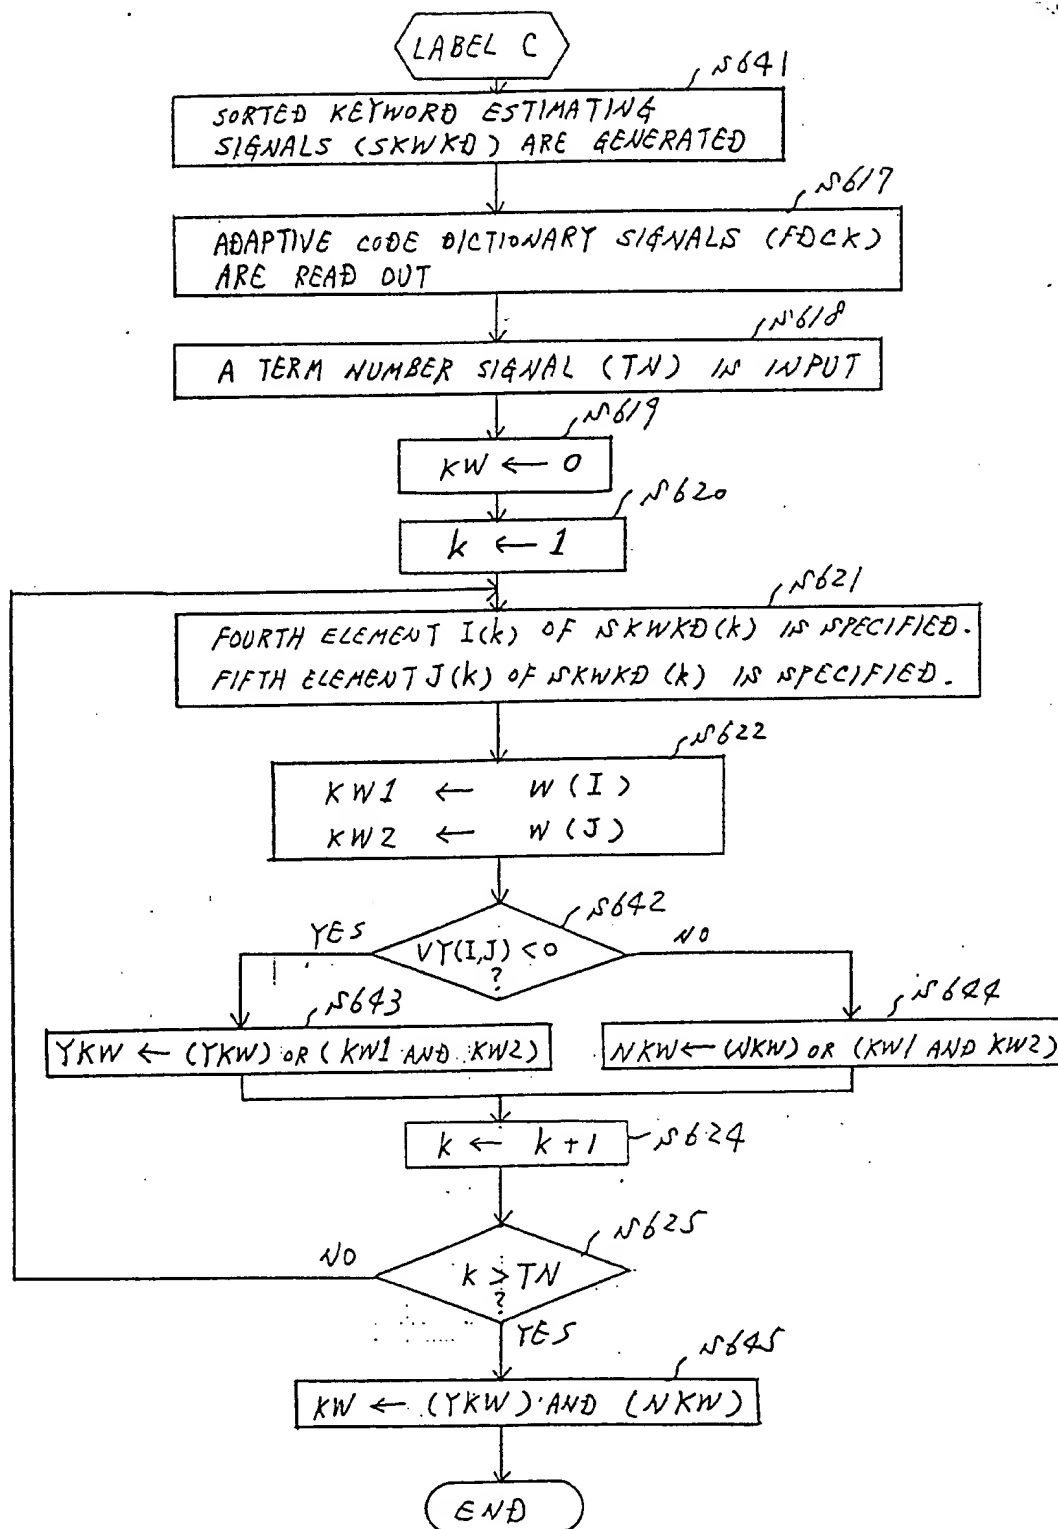 LABEL C
S641
SORTED KEYWORD ESTIMATING
SIGNALS (SKWKD) ARE GENERATED
S617
ADAPTIVE CODE DICTIONARY SIGNALS (FDCK)
ARE READ OUT
S618
A TERM NUMBER SIGNAL (TN) IS INPUT
S619
KW ← 0
S620
k ← 1
S621
FOURTH ELEMENT I(k) OF SKWKD(k) IS SPECIFIED.
FIFTH ELEMENT J(k) OF SKWKD (k) IS SPECIFIED.
S622
KW1 ← W(I)
KW2 ← W(J)
S642
YES
VY(I,J) < 0
?
NO
S643
S644
YKW ← (YKW) OR (KW1 AND KW2)
NKW ← (NKW) OR (KW1 AND KW2)
k ← k+1
S624
S625
NO
k > TN
?
YES
S645
KW ← (YKW) AND (NKW)
END